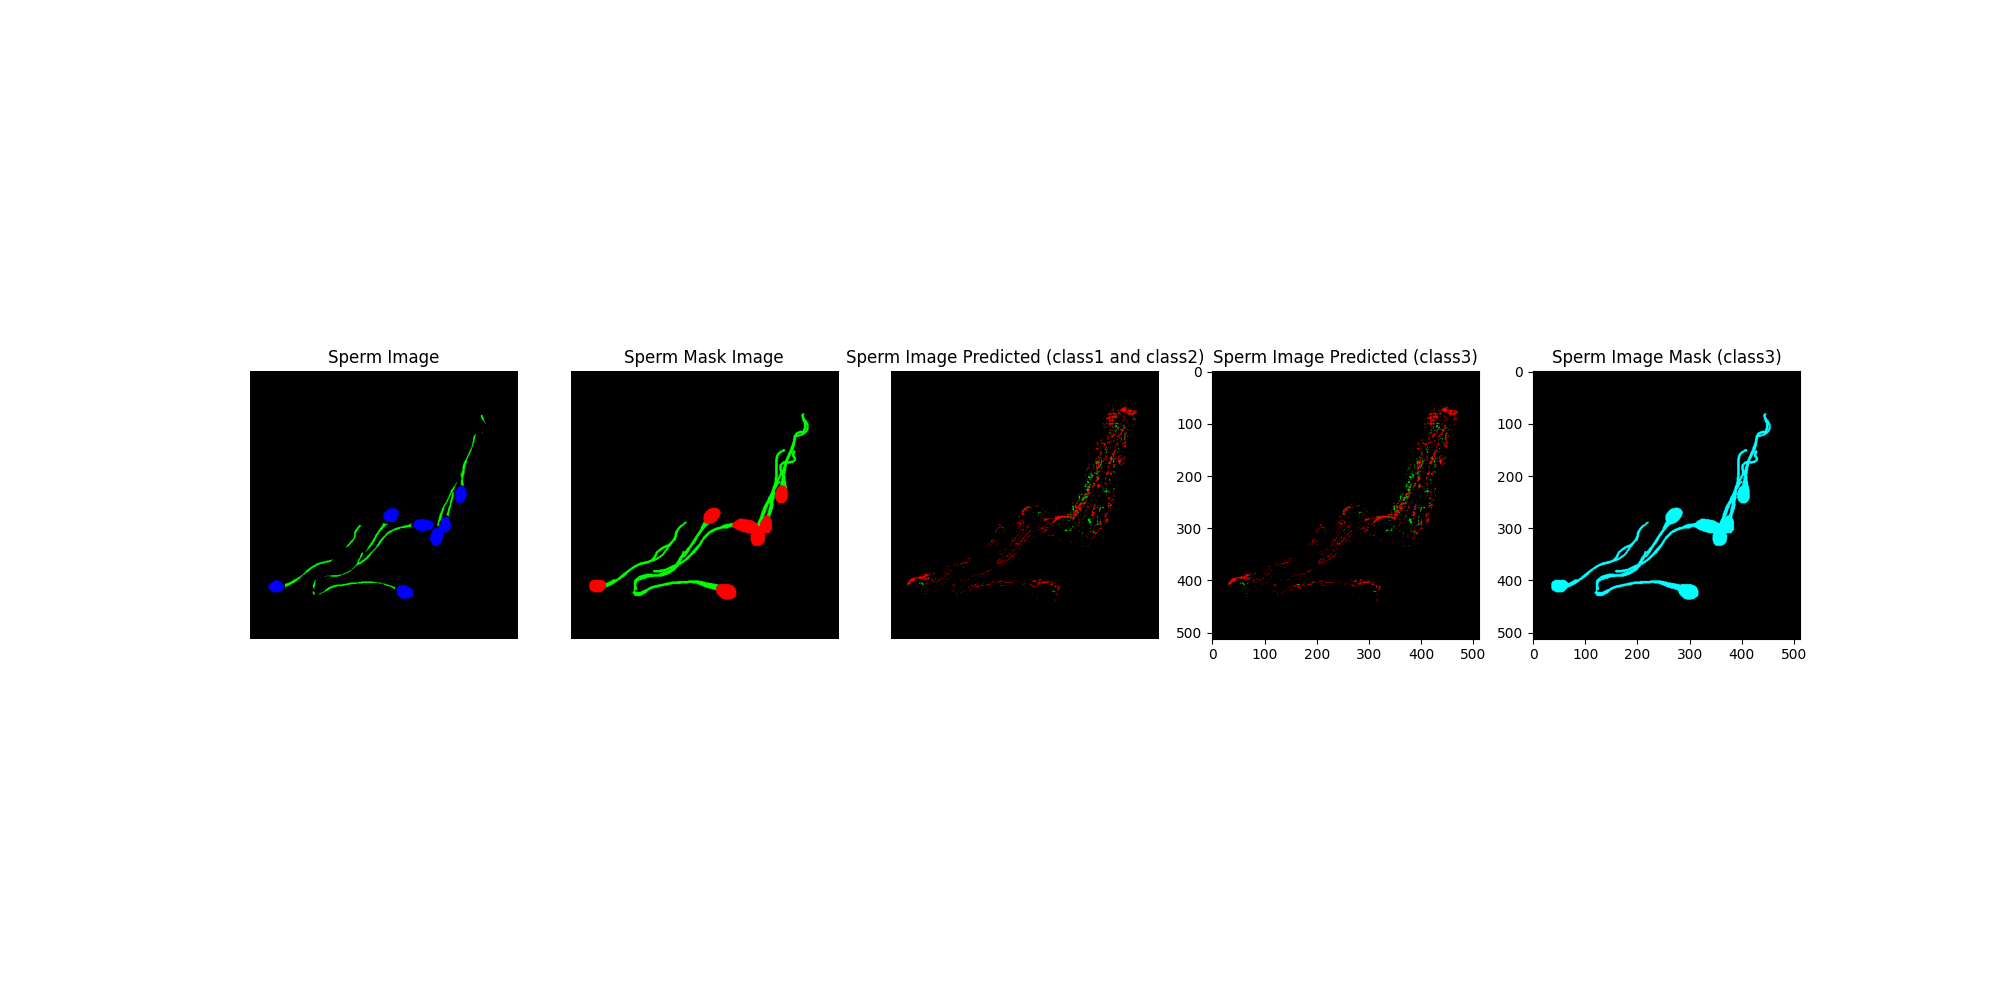 Sperm Image
Sperm Mask Image
Sperm Image Predicted (class1 and class2)
Sperm Image Predicted (class3)
Sperm Image Mask (class3)
0
100
200
300
400
500
0 100 200 300 400 500
0
100
200
300
400
500
0 100 200 300 400 500